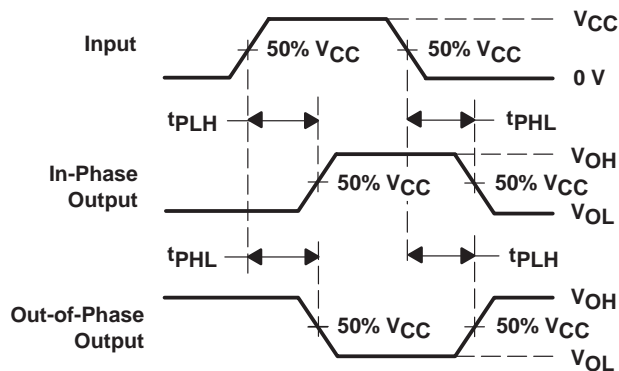 VCC
Input
50% VCC
50% VCC
0 V
tPLH
tPHL
VOH
In-Phase
Output
50% VCC
50% VCC
VOL
tPHL
tPLH
VOH
Out-of-Phase
Output
50% VCC
50% VCC
VOL